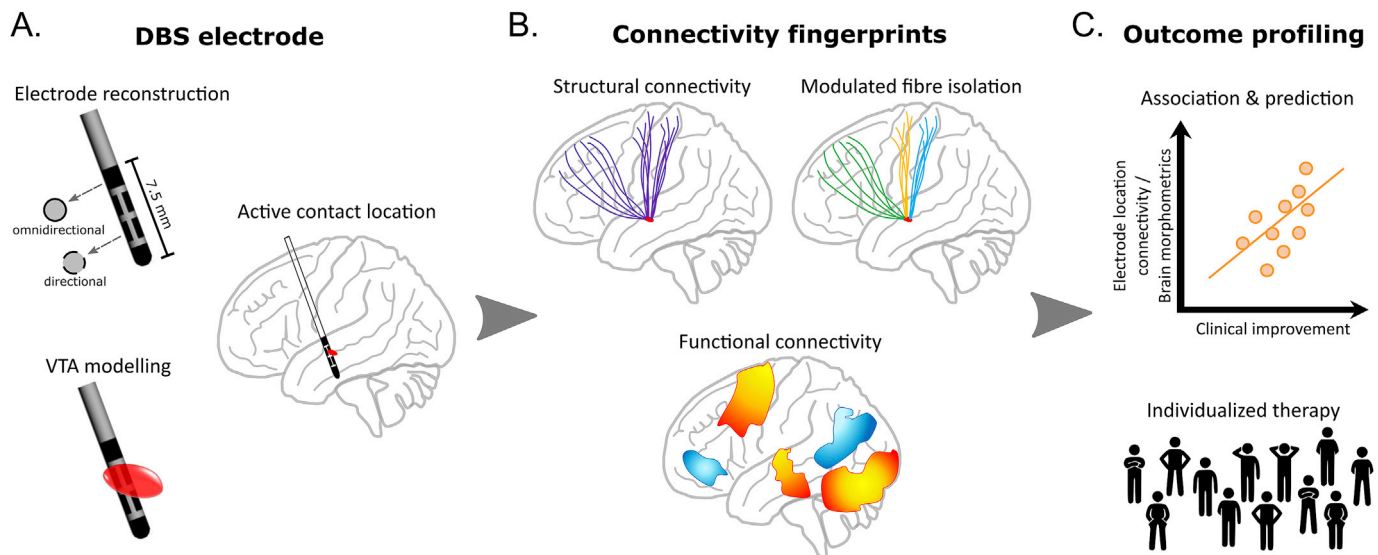 A.
DBS electrode
Electrode reconstruction
7.5 mm
omnidirectional
directional
Active contact location
VTA modelling
B.
Connectivity fingerprints
Structural connectivity
Modulated fibre isolation
Functional connectivity
C.
Outcome profiling
Association & prediction
Electrode location
connectivity /
Brain morphometrics
Clinical improvement
Individualized therapy